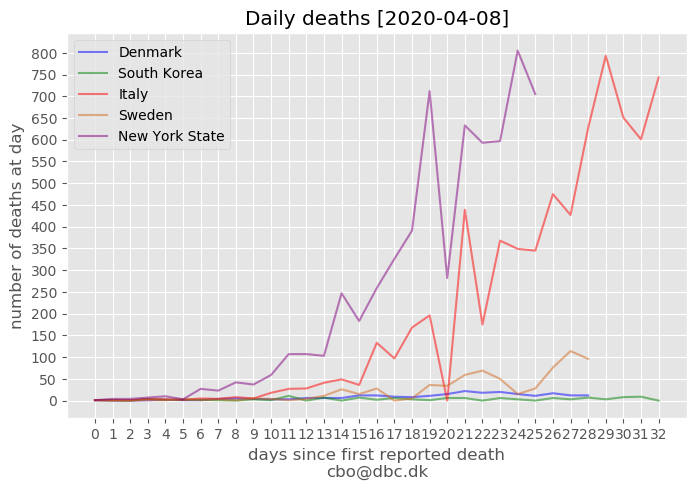 Daily deaths [2020-04-08]
Denmark
South Korea
Italy
Sweden
New York State
number of deaths at day
800
750
700
650
600
550
500
450
400
350
300
250
200
150
100
50
0
0 1 2 3 4 5 6 7 8 9 10 11 12 13 14 15 16 17 18 19 20 21 22 23 24 25 26 27 28 29 30 31 32
days since first reported death
cbo@dbc.dk